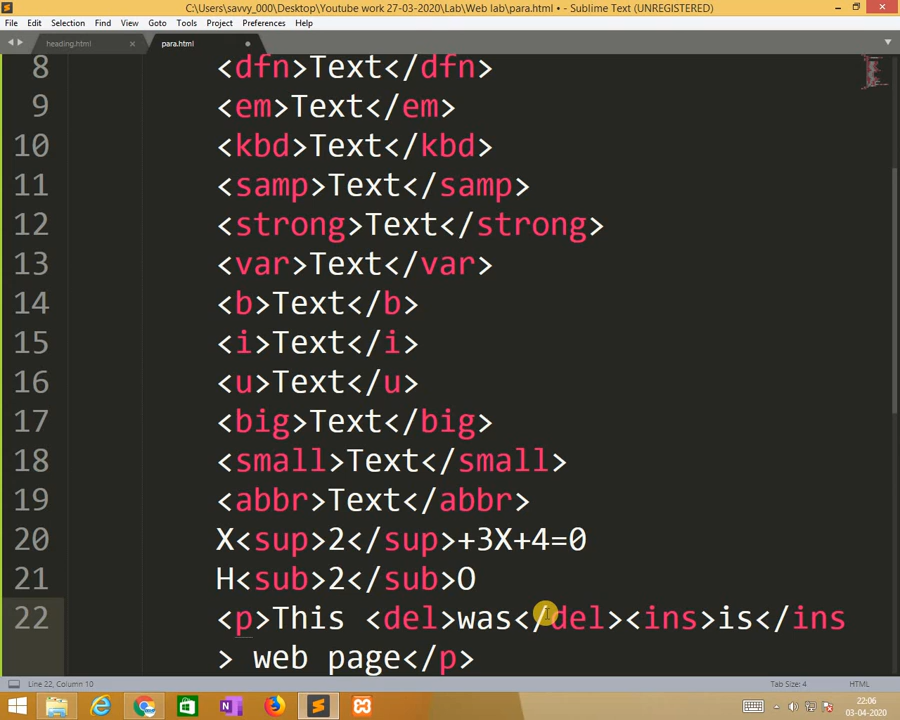 C:\Users\savvy_000\Desktop\Youtube work 27-03-2020\Lab\Web lab\para.html • - Sublime Text (UNREGISTERED)
File Edit Selection Find View Goto Tools Project Preferences Help
heading.html para.html
8 <dfn>Text</dfn>
9 <em>Text</em>
10 <kbd>Text</kbd>
11 <samp>Text</samp>
12 <strong>Text</strong>
13 <var>Text</var>
14 <b>Text</b>
15 <i>Text</i>
16 <u>Text</u>
17 <big>Text</big>
18 <small>Text</small>
19 <abbr>Text</abbr>
20 X<sup>2</sup>+3X+4=0
21 H<sub>2</sub>O
22 <p>This <del>was</del><ins>is</ins
> web page</p>
Line 22, Column 10 Tab Size: 4 HTML
22:06
03-04-2020